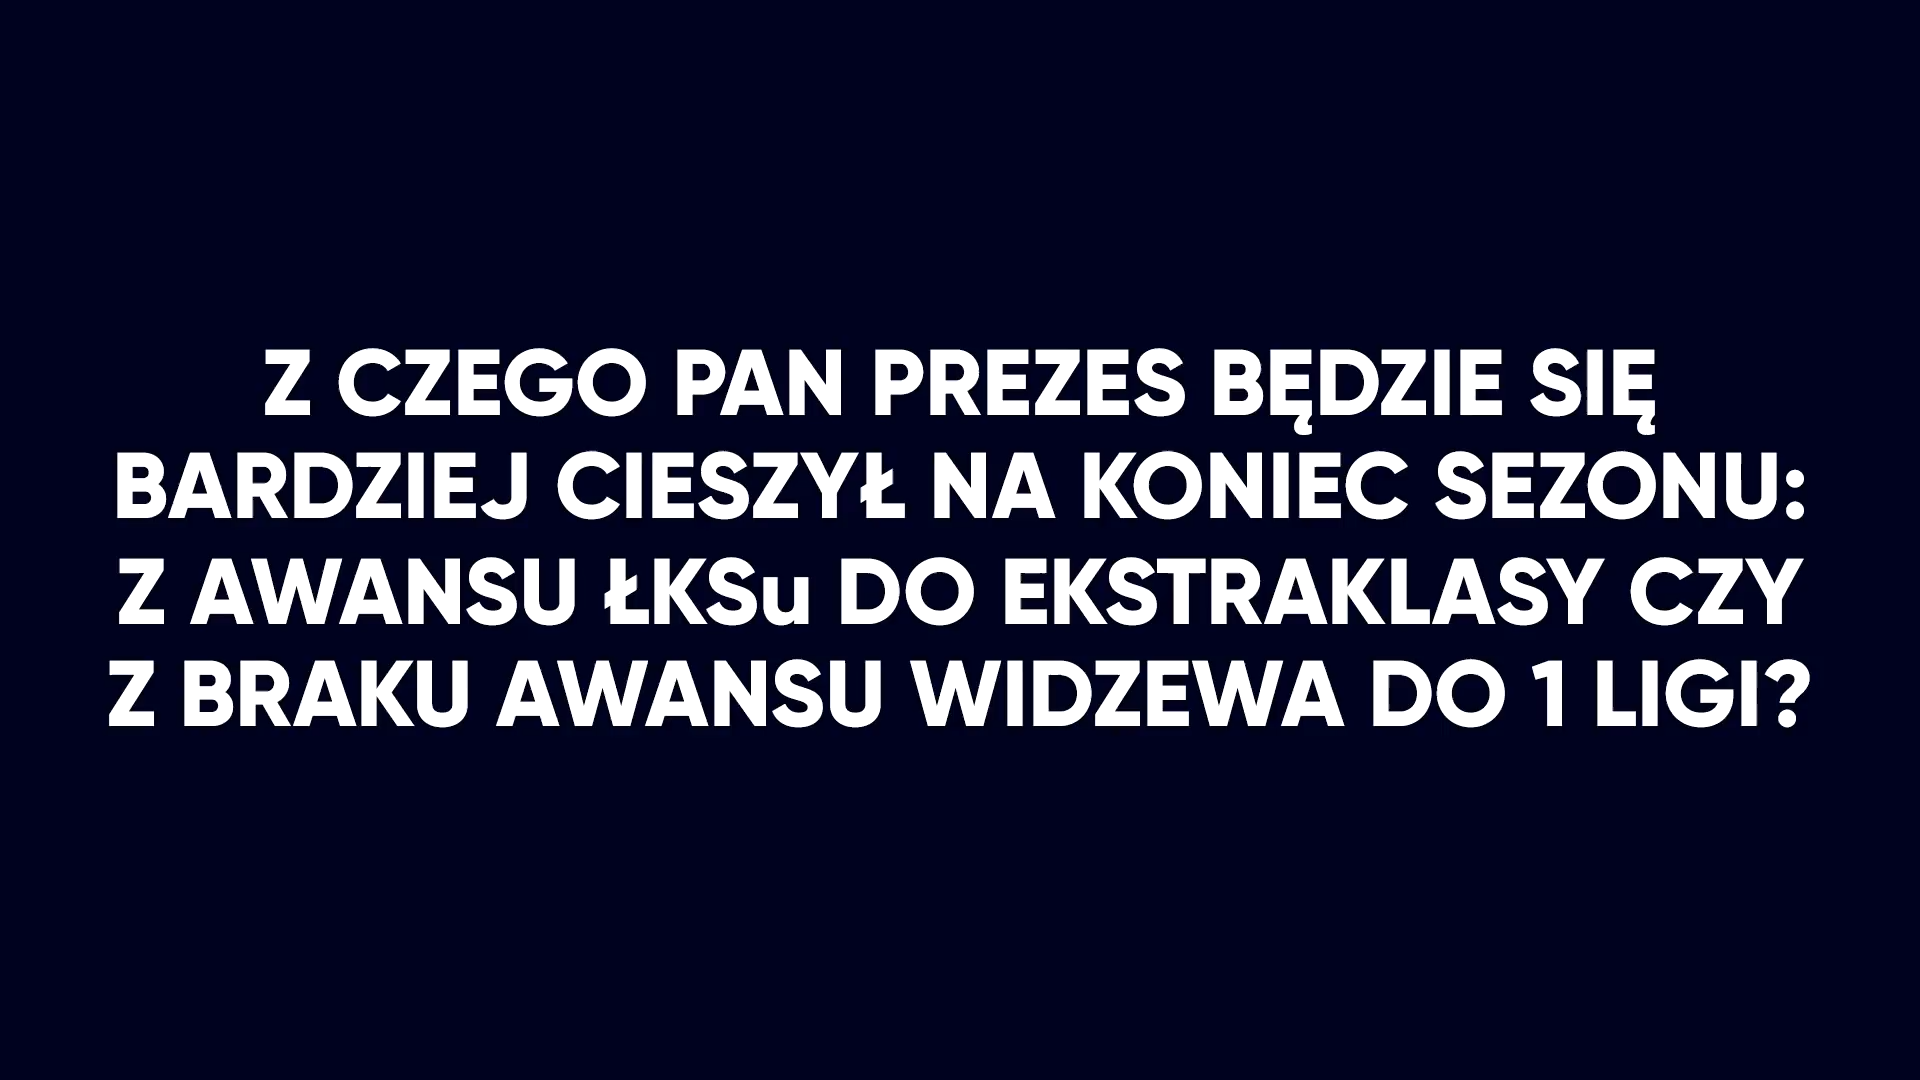 Z CZEGO PAN PREZES BĘDZIE SIĘ
BARDZIEJ CIESZYŁ NA KONIEC SEZONU:
Z AWANSU ŁKSu DO EKSTRAKLASY CZY
Z BRAKU AWANSU WIDZEWA DO 1 LIGI?